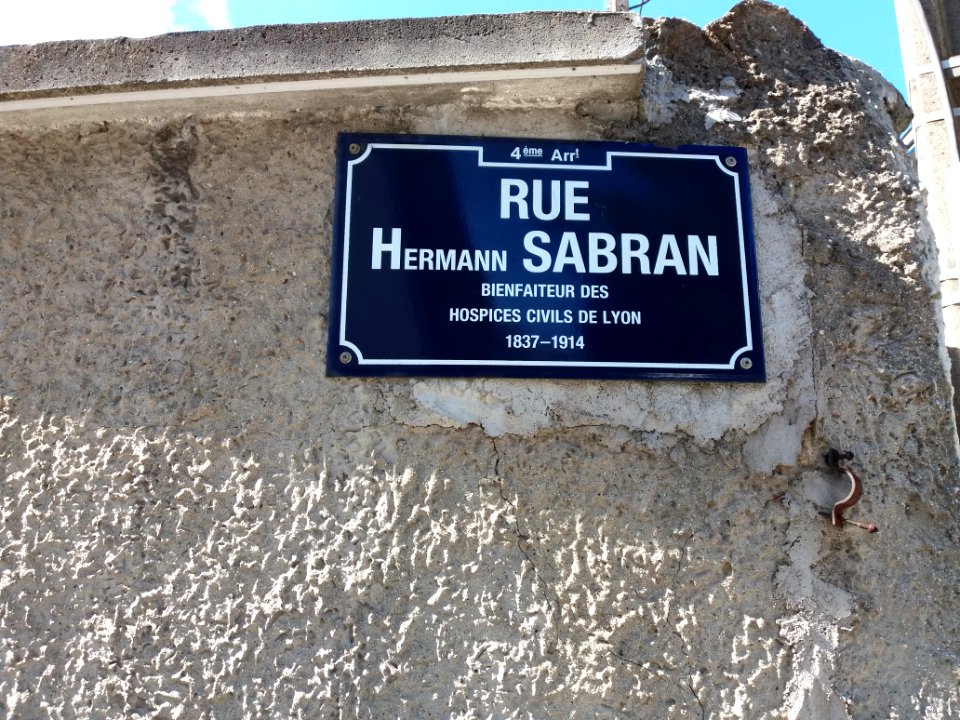 4ème Arrt
RUE
HERMANN SABRAN
BIENFAITEUR DES
HOSPICES CIVILS DE LYON
1837–1914